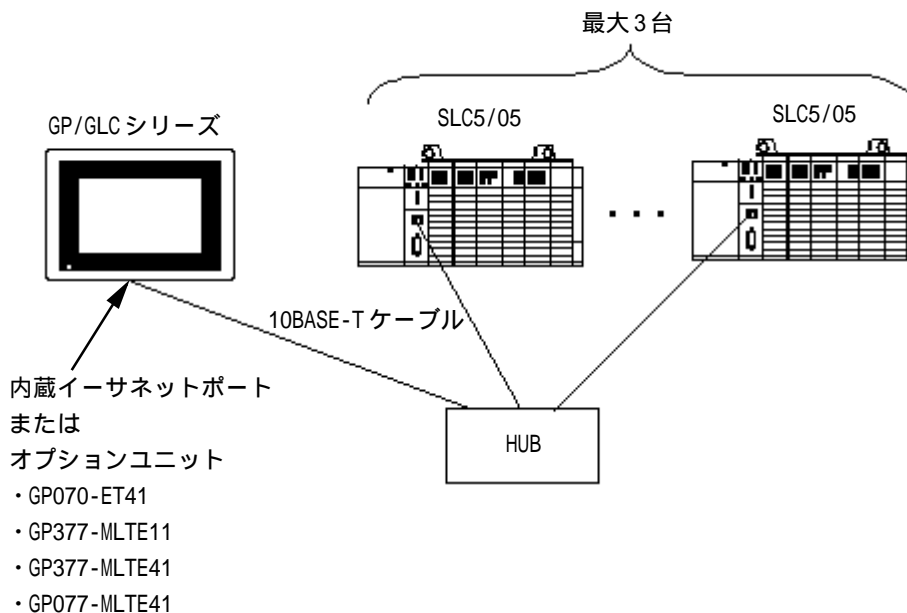 最大3台
SLC5/05
SLC5/05
GP/GLCシリーズ
10BASE-Tケーブル
内蔵イーサネットポート
または
オプションユニット
・GP070-ET41
・GP377-MLTE11
・GP377-MLTE41
・GP077-MLTE41
HUB